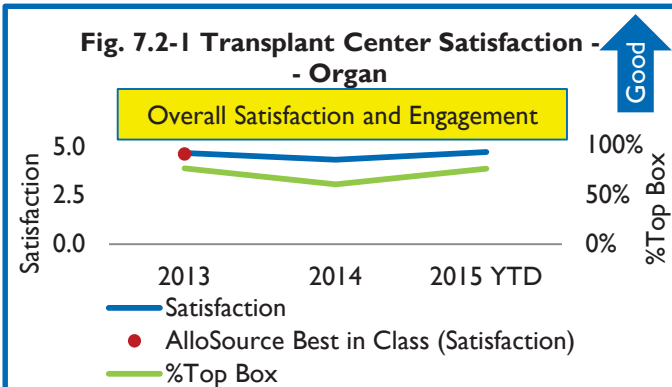 Fig. 7.2-1 Transplant Center Satisfaction -
- Organ
Good
Overall Satisfaction and Engagement
Satisfaction
5.0
2.5
0.0
100%
50%
0%
%Top Box
2013
2014
2015 YTD
Satisfaction
AlloSource Best in Class (Satisfaction)
%Top Box